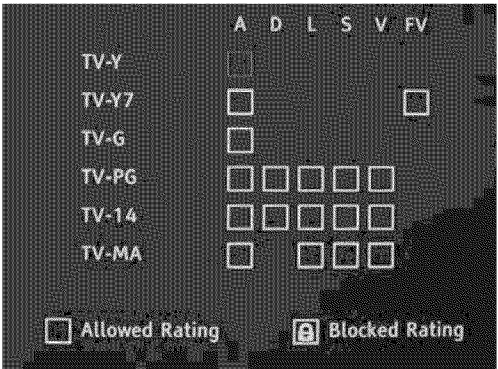 A D L S V FV
TV-Y
TV-Y7
TV-G
TV-PG
TV-14
TV-MA
Allowed Rating Blocked Rating